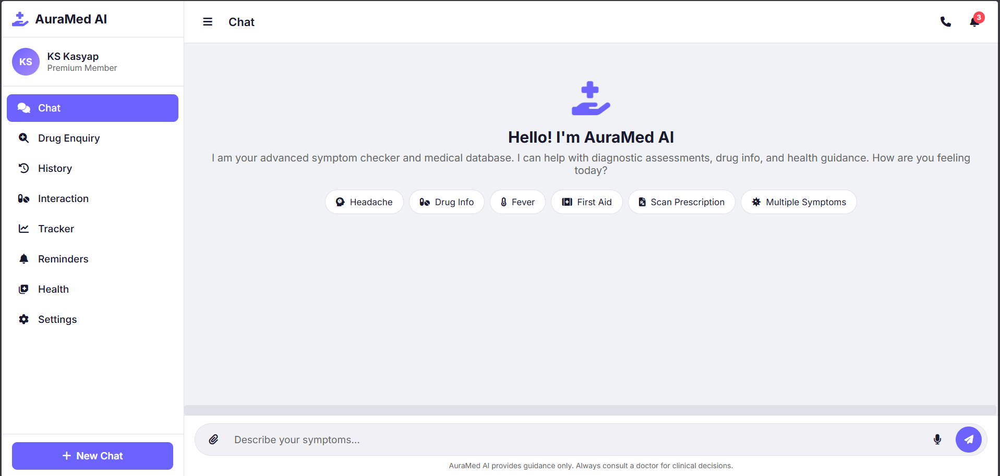 AuraMed AI
KS
KS Kasyap
Premium Member
Chat
Drug Enquiry
History
Interaction
Tracker
Reminders
Health
Settings
New Chat
Chat
3
Hello! I'm AuraMed AI
I am your advanced symptom checker and medical database. I can help with diagnostic assessments, drug info, and health guidance. How are you feeling
today?
Headache
Drug Info
Fever
First Aid
Scan Prescription
Multiple Symptoms
Describe your symptoms...
AuraMed AI provides guidance only. Always consult a doctor for clinical decisions.